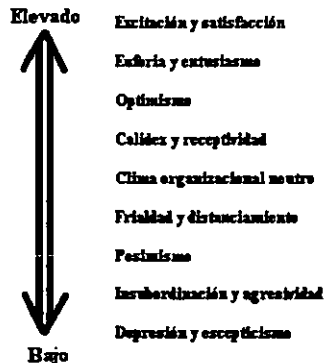 Elevado
Excitación y satisfacción
Euforia y entusiasmo
Optimismo
Calidez y receptividad
Clima organizacional neutro
Frialdad y distanciamiento
Pesimismo
Insubordinación y agresividad
Depresión y escepticismo
Bajo